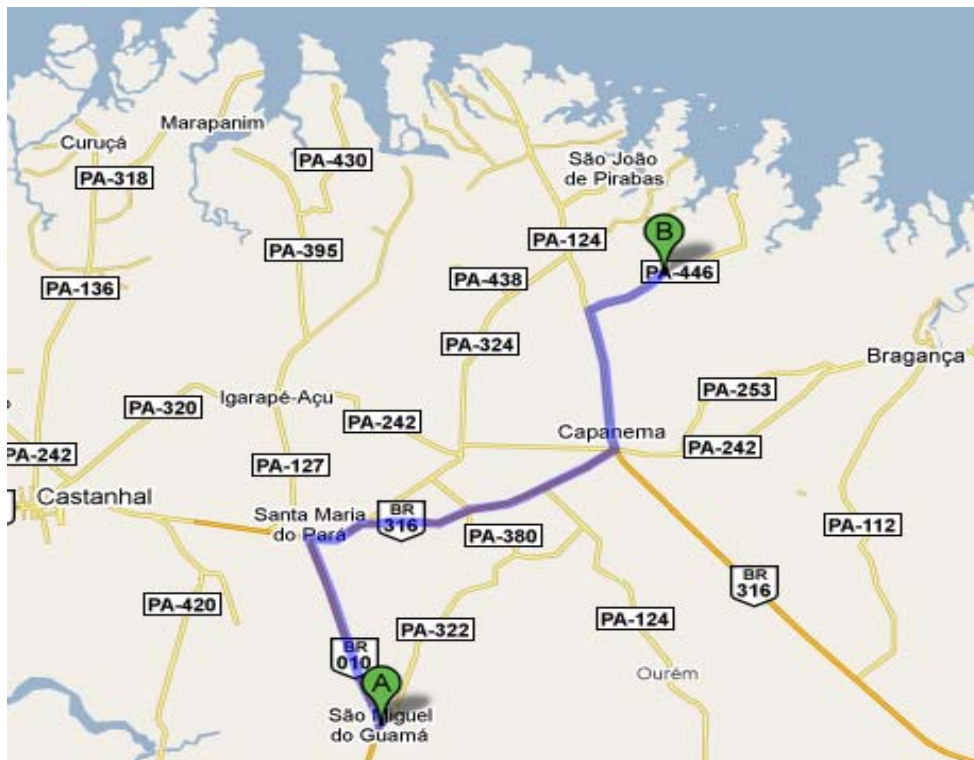 Marapanim
Curuçá
PA-430
São João
de Pirabas
PA-318
B
PA-395
PA-124
PA-446
PA-438
PA-136
PA-324
Bragança
PA-253
Igarapé-Açu
PA-320
PA-242
Capanema
PA-242
PA-242
PA-127
Castanhal
Santa Maria
do Pará
BR
316
PA-112
PA-380
BR
316
PA-420
PA-124
PA-322
BR
010
Ourém
A
São Miguel
do Guamá